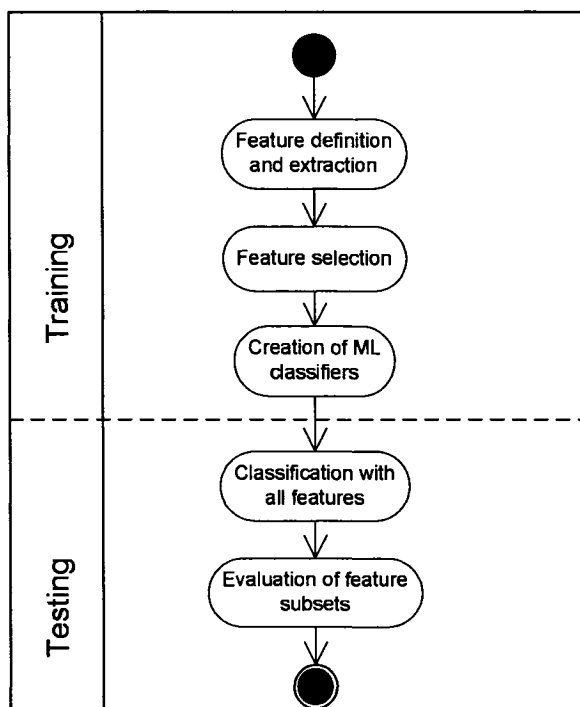 Training
Feature definition
and extraction
Feature selection
Creation of ML
classifiers
Testing
Classification with
all features
Evaluation of feature
subsets